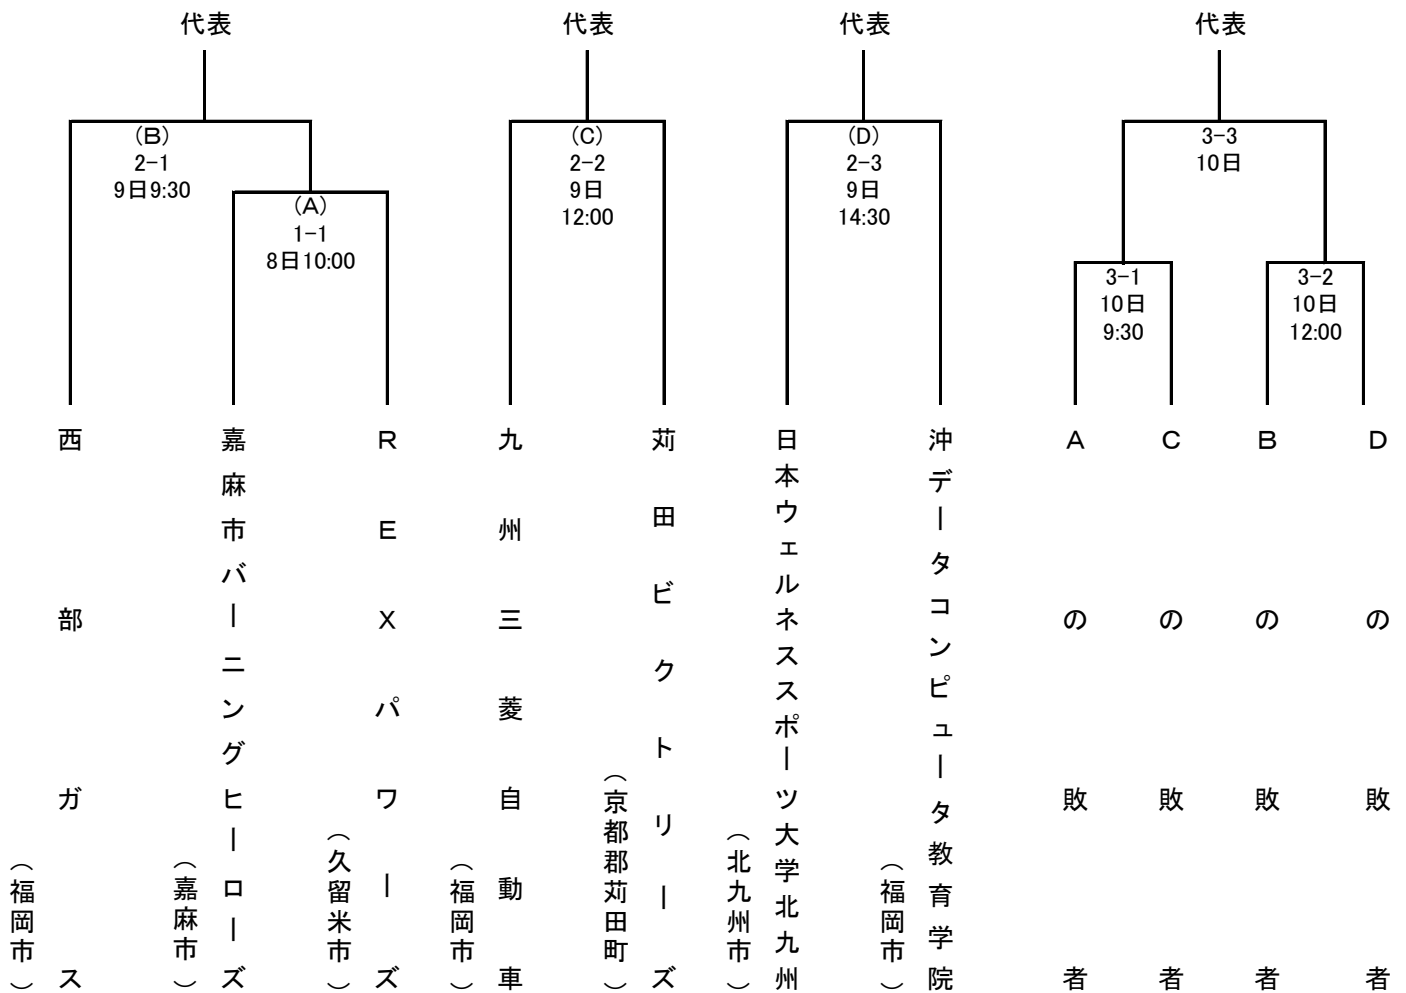 代表
代表
代表
代表
(B)
2-1
9日9:30
(A)
1-1
8日10:00
(C)
2-2
9日
12:00
(D)
2-3
9日
14:30
3-3
10日
3-1
10日
9:30
3-2
10日
12:00
西部ガス
(福岡市)
嘉麻市バーニングヒーローズ
(嘉麻市)
REXパワーズ
(久留米市)
九州三菱自動車
(福岡市)
苅田ビクトリーズ
(京都郡苅田町)
日本ウェルネススポーツ大学北九州
(北九州市)
沖データコンピュータ教育学院
(福岡市)
Aの敗者
Cの敗者
Bの敗者
Dの敗者